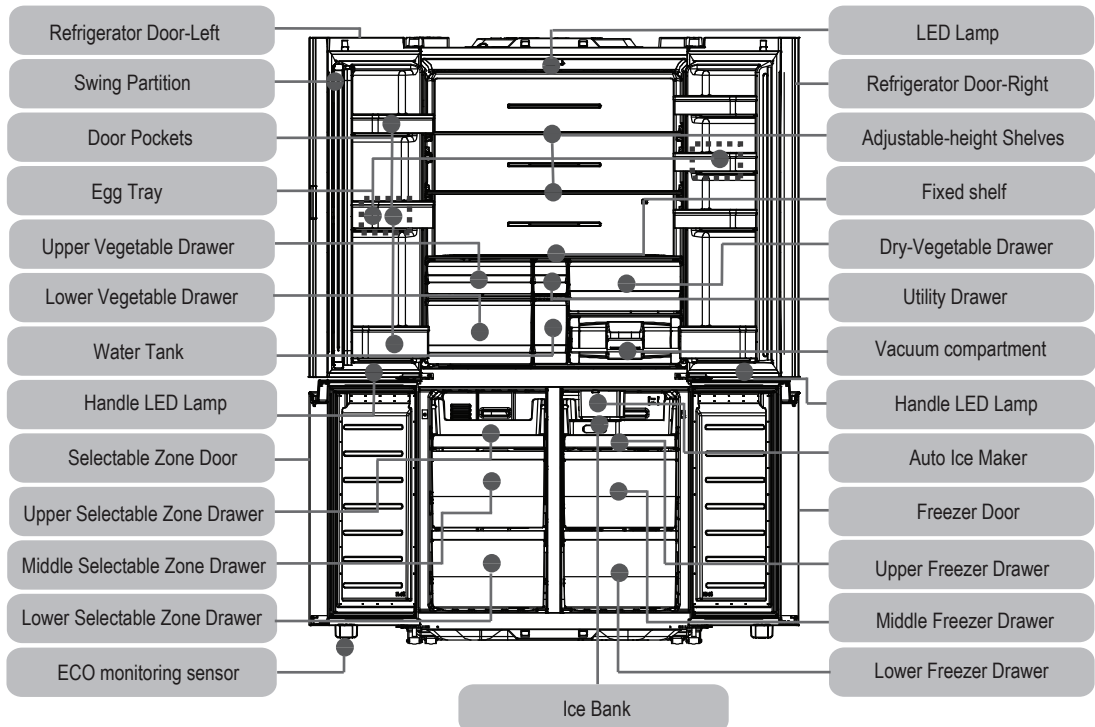 Refrigerator Door-Left
Swing Partition
Door Pockets
Egg Tray
Upper Vegetable Drawer
Lower Vegetable Drawer
Water Tank
Handle LED Lamp
Selectable Zone Door
Upper Selectable Zone Drawer
Middle Selectable Zone Drawer
Lower Selectable Zone Drawer
ECO monitoring sensor
LED Lamp
Refrigerator Door-Right
Adjustable-height Shelves
Fixed shelf
Dry-Vegetable Drawer
Utility Drawer
Vacuum compartment
Handle LED Lamp
Auto Ice Maker
Freezer Door
Upper Freezer Drawer
Middle Freezer Drawer
Lower Freezer Drawer
Ice Bank